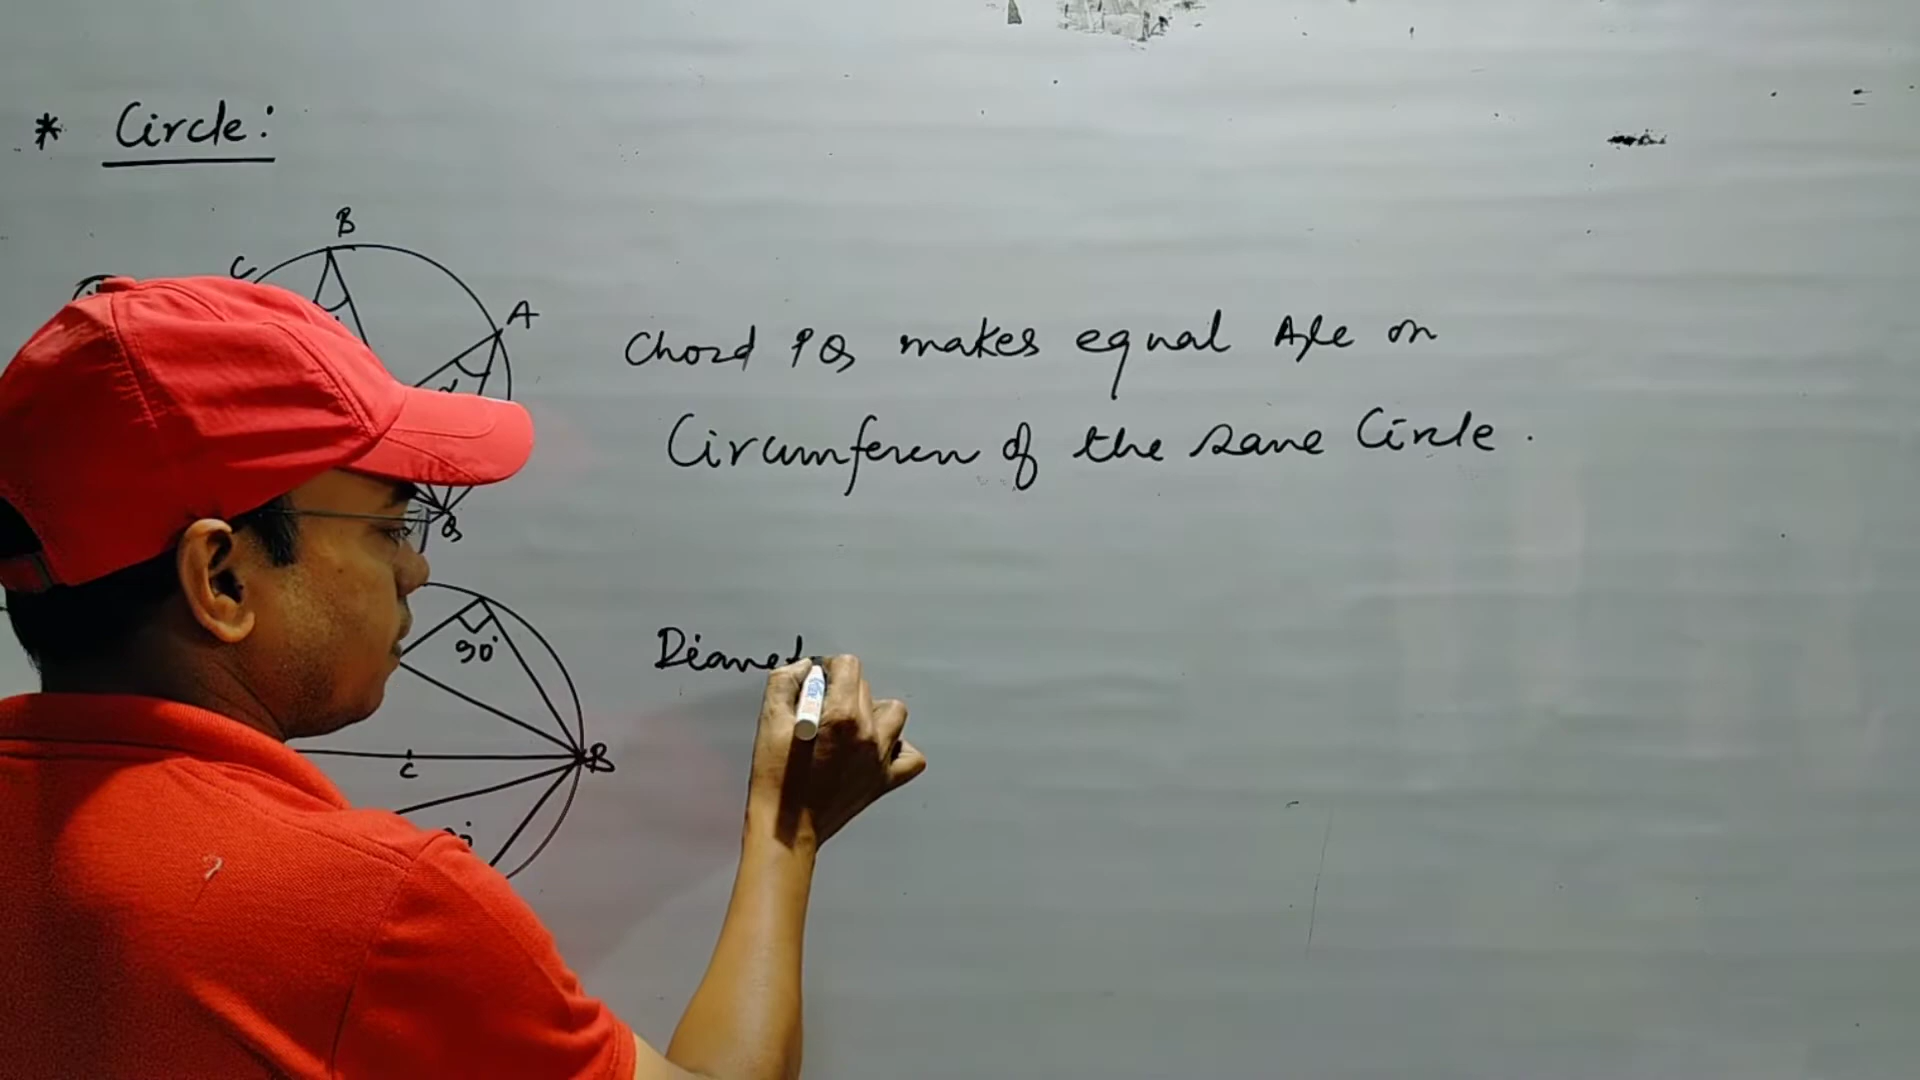 * Circle:
B
C
A
Chord PQ makes equal Agle on
Circumferen of the same Circle.
Q
90°
Diamet
C
B